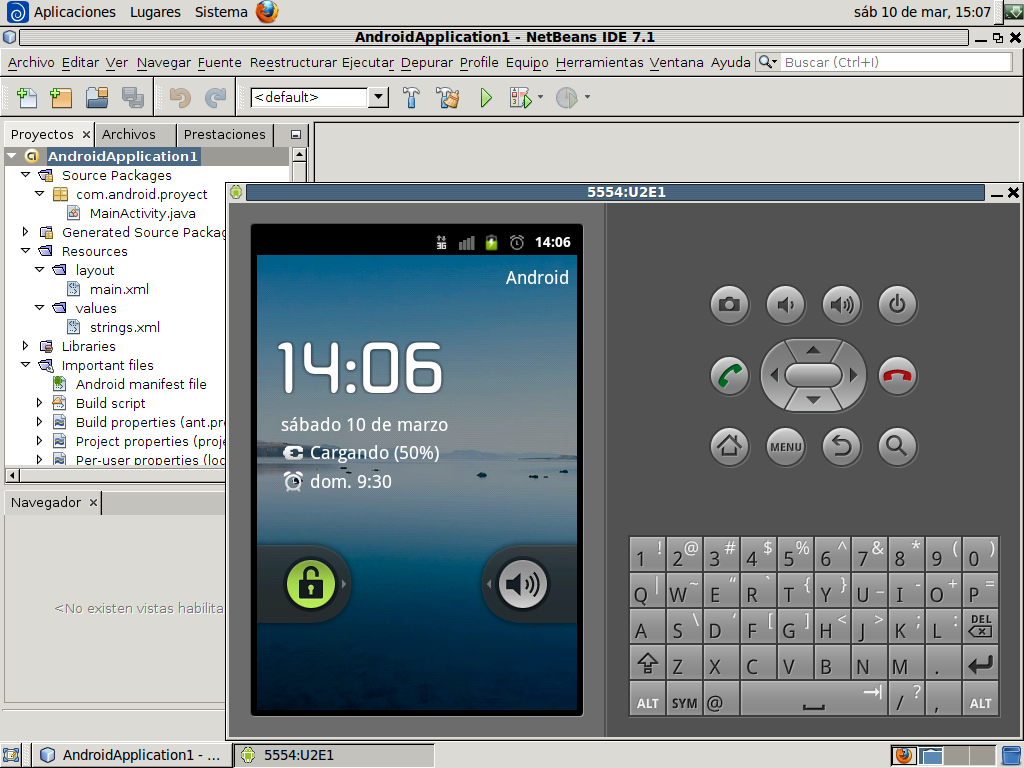 Aplicaciones Lugares Sistema sáb 10 de mar, 15:07
AndroidApplication1 - NetBeans IDE 7.1
Archivo Editar Ver Navegar Fuente Reestructurar Ejecutar Depurar Profile Equipo Herramientas Ventana Ayuda Buscar (Ctrl+I)
<default>
Proyectos Archivos Prestaciones
AndroidApplication1
Source Packages
com.android.proyect
MainActivity.java
Generated Source Packag
Resources
layout
main.xml
values
strings.xml
Libraries
Important files
Android manifest file
Build script
Build properties (ant.pr
Project properties (proje
Per-user properties (loc
Navegador
<No existen vistas habilita
5554:U2E1
3G 14:06
Android
14:06
sábado 10 de marzo
Cargando (50%)
dom. 9:30
MENU
1 ! 2 @ 3 # 4 $ 5 % 6 ^ 7 & 8 * 9 ( 0 )
Q | W ~ E “ R ` T { Y } U _ I - O + P =
A S \ D ‘ F [ G ] H < J > K ; L : DEL
Z X C V B N M .
ALT SYM @ / ? , ALT
AndroidApplication1 - ... 5554:U2E1